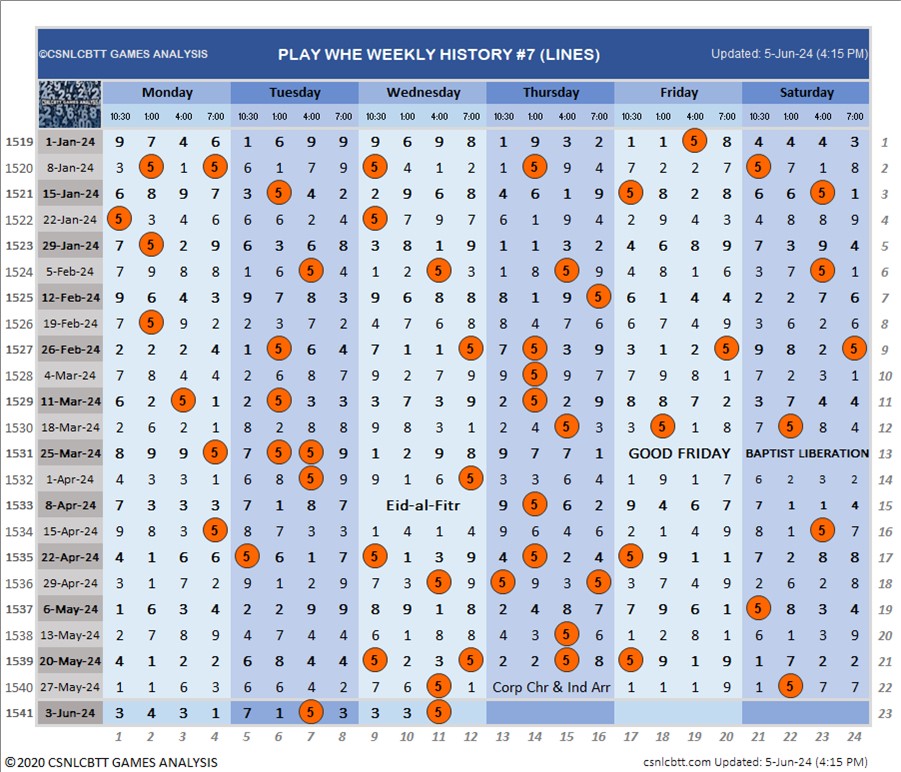 ©CSNLCBTT GAMES ANALYSIS PLAY WHE WEEKLY HISTORY #7 (LINES) Updated: 5-Jun-24 (4:15 PM)
Monday Tuesday Wednesday Thursday Friday Saturday
10:30 1:00 4:00 7:00 10:30 1:00 4:00 7:00 10:30 1:00 4:00 7:00 10:30 1:00 4:00 7:00 10:30 1:00 4:00 7:00 10:30 1:00 4:00 7:00
1519 1-Jan-24 9 7 4 6 1 6 9 9 9 6 9 8 1 9 3 2 1 1 5 8 4 4 4 3 1
1520 8-Jan-24 3 5 1 5 6 1 7 9 5 4 1 2 1 5 9 4 7 2 2 7 5 7 1 8 2
1521 15-Jan-24 6 8 9 7 3 5 4 2 2 9 6 8 4 6 1 9 5 8 2 8 6 6 5 1 3
1522 22-Jan-24 5 3 4 6 6 6 2 4 5 7 9 7 6 1 9 4 2 9 4 3 4 8 8 9 4
1523 29-Jan-24 7 5 2 9 6 3 6 8 3 8 1 9 1 1 3 2 4 6 8 9 7 3 9 4 5
1524 5-Feb-24 7 9 8 8 1 6 5 4 1 2 5 3 1 8 5 9 4 8 1 6 3 7 5 1 6
1525 12-Feb-24 9 6 4 3 9 7 8 3 9 6 8 8 8 1 9 5 6 1 4 4 2 2 7 6 7
1526 19-Feb-24 7 5 9 2 2 3 7 2 4 7 6 8 8 4 7 6 6 7 4 9 3 6 2 6 8
1527 26-Feb-24 2 2 2 4 1 5 6 4 7 1 1 5 7 5 3 9 3 1 2 5 9 8 2 5 9
1528 4-Mar-24 7 8 4 4 2 6 8 7 9 2 7 9 9 5 9 7 7 9 8 1 7 2 3 1 10
1529 11-Mar-24 6 2 5 1 2 5 3 3 3 7 3 9 2 5 2 9 8 8 7 2 3 7 4 4 11
1530 18-Mar-24 2 6 2 1 8 2 8 8 9 8 3 1 2 4 5 3 3 5 1 8 7 5 8 4 12
1531 25-Mar-24 8 9 9 5 7 5 5 9 1 2 9 8 9 7 7 1 GOOD FRIDAY BAPTIST LIBERATION 13
1532 1-Apr-24 4 3 3 1 6 8 5 9 9 1 6 5 3 3 6 4 1 9 1 7 6 2 3 2 14
1533 8-Apr-24 7 3 3 3 7 1 8 7 Eid-al-Fitr 9 5 6 2 9 4 6 7 7 1 1 4 15
1534 15-Apr-24 9 8 3 5 8 7 3 3 1 4 1 4 9 6 4 6 2 1 4 9 8 1 5 7 16
1535 22-Apr-24 4 1 6 6 5 6 1 7 5 1 3 9 4 5 2 4 5 9 1 1 7 2 8 8 17
1536 29-Apr-24 3 1 7 2 9 1 2 9 7 3 5 9 5 9 3 5 3 7 4 9 2 6 2 8 18
1537 6-May-24 1 6 3 4 2 2 9 9 8 9 1 8 2 4 8 7 7 9 6 1 5 8 3 4 19
1538 13-May-24 2 7 8 9 4 7 4 4 6 1 8 8 4 3 5 6 1 2 8 1 6 1 3 9 20
1539 20-May-24 4 1 2 2 6 8 4 4 5 2 3 5 2 2 5 8 5 9 1 9 1 7 2 2 21
1540 27-May-24 1 1 6 3 6 6 4 2 7 6 5 1 Corp Chr & Ind Arr 1 1 1 9 1 5 7 7 22
1541 3-Jun-24 3 4 3 1 7 1 5 3 3 3 5 23
1 2 3 4 5 6 7 8 9 10 11 12 13 14 15 16 17 18 19 20 21 22 23 24
©2020 CSNLCBTT GAMES ANALYSIS csnlcbtt.com Updated: 5-Jun-24 (4:15 PM)